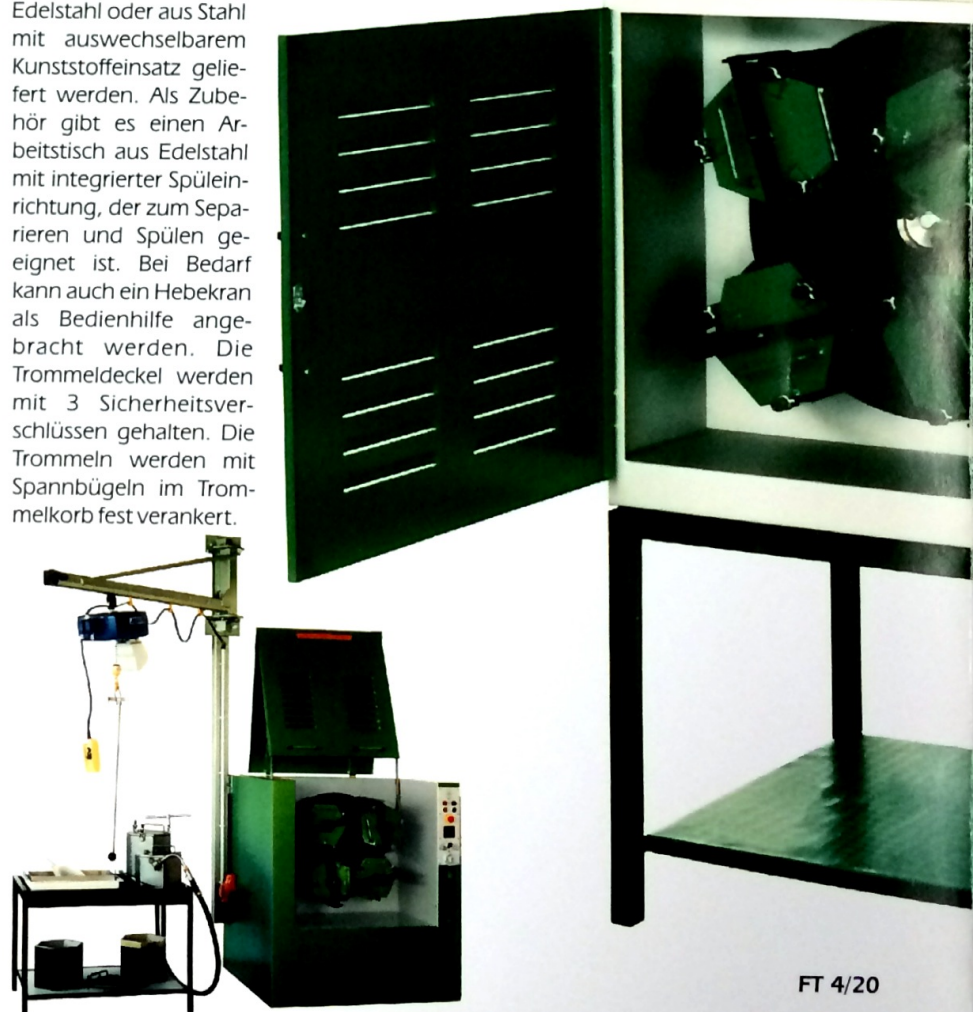 Edelstahl oder aus Stahl
mit auswechselbarem
Kunststoffeinsatz gelie-
fert werden. Als Zube-
hör gibt es einen Ar-
beitstisch aus Edelstahl
mit integrierter Spülein-
richtung, der zum Sepa-
rieren und Spülen ge-
eignet ist. Bei Bedarf
kann auch ein Hebekran
als Bedienhilfe ange-
bracht werden. Die
Trommeldeckel werden
mit 3 Sicherheitsver-
schlüssen gehalten. Die
Trommeln werden mit
Spannbügeln im Trom-
melkorb fest verankert.
FT 4/20